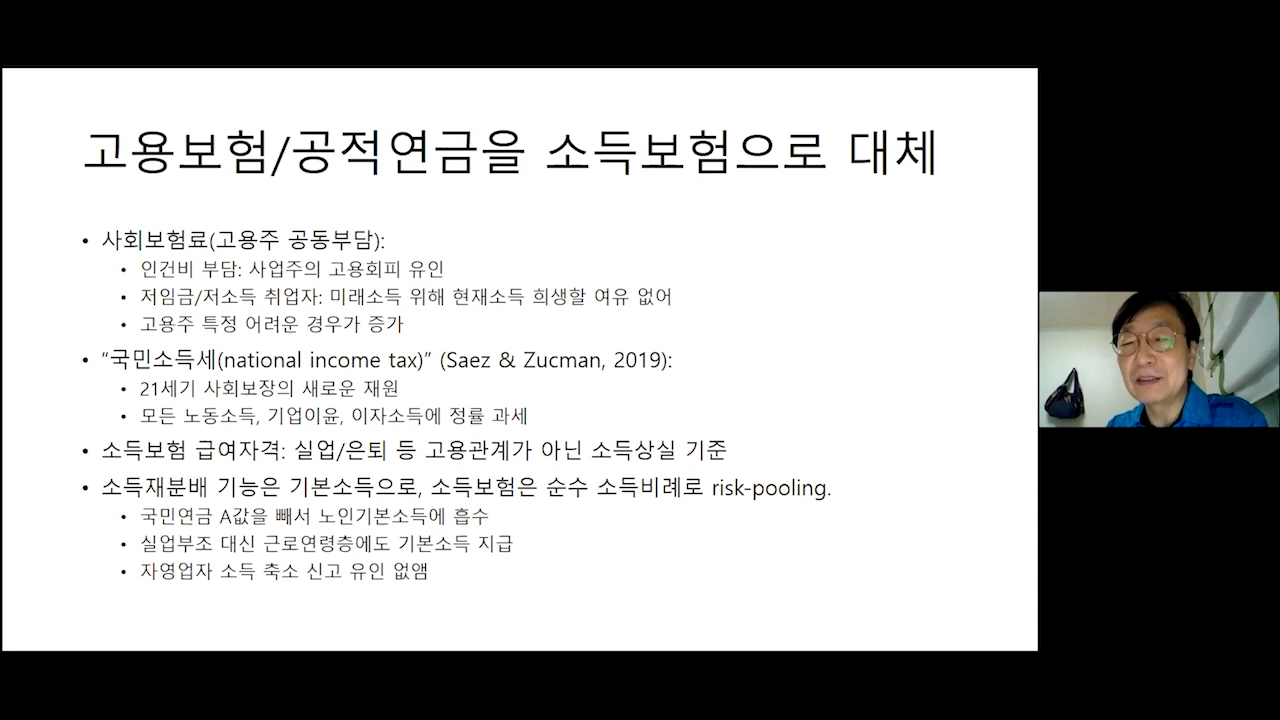 고용보험/공적연금을 소득보험으로 대체
• 사회보험료(고용주 공동부담):
• 인건비 부담: 사업주의 고용회피 유인
• 저임금/저소득 취업자: 미래소득 위해 현재소득 희생할 여유 없어
• 고용주 특정 어려운 경우가 증가
• “국민소득세(national income tax)” (Saez & Zucman, 2019):
• 21세기 사회보장의 새로운 재원
• 모든 노동소득, 기업이윤, 이자소득에 정률 과세
• 소득보험 급여자격: 실업/은퇴 등 고용관계가 아닌 소득상실 기준
• 소득재분배 기능은 기본소득으로, 소득보험은 순수 소득비례로 risk-pooling.
• 국민연금 A값을 빼서 노인기본소득에 흡수
• 실업부조 대신 근로연령층에도 기본소득 지급
• 자영업자 소득 축소 신고 유인 없앰